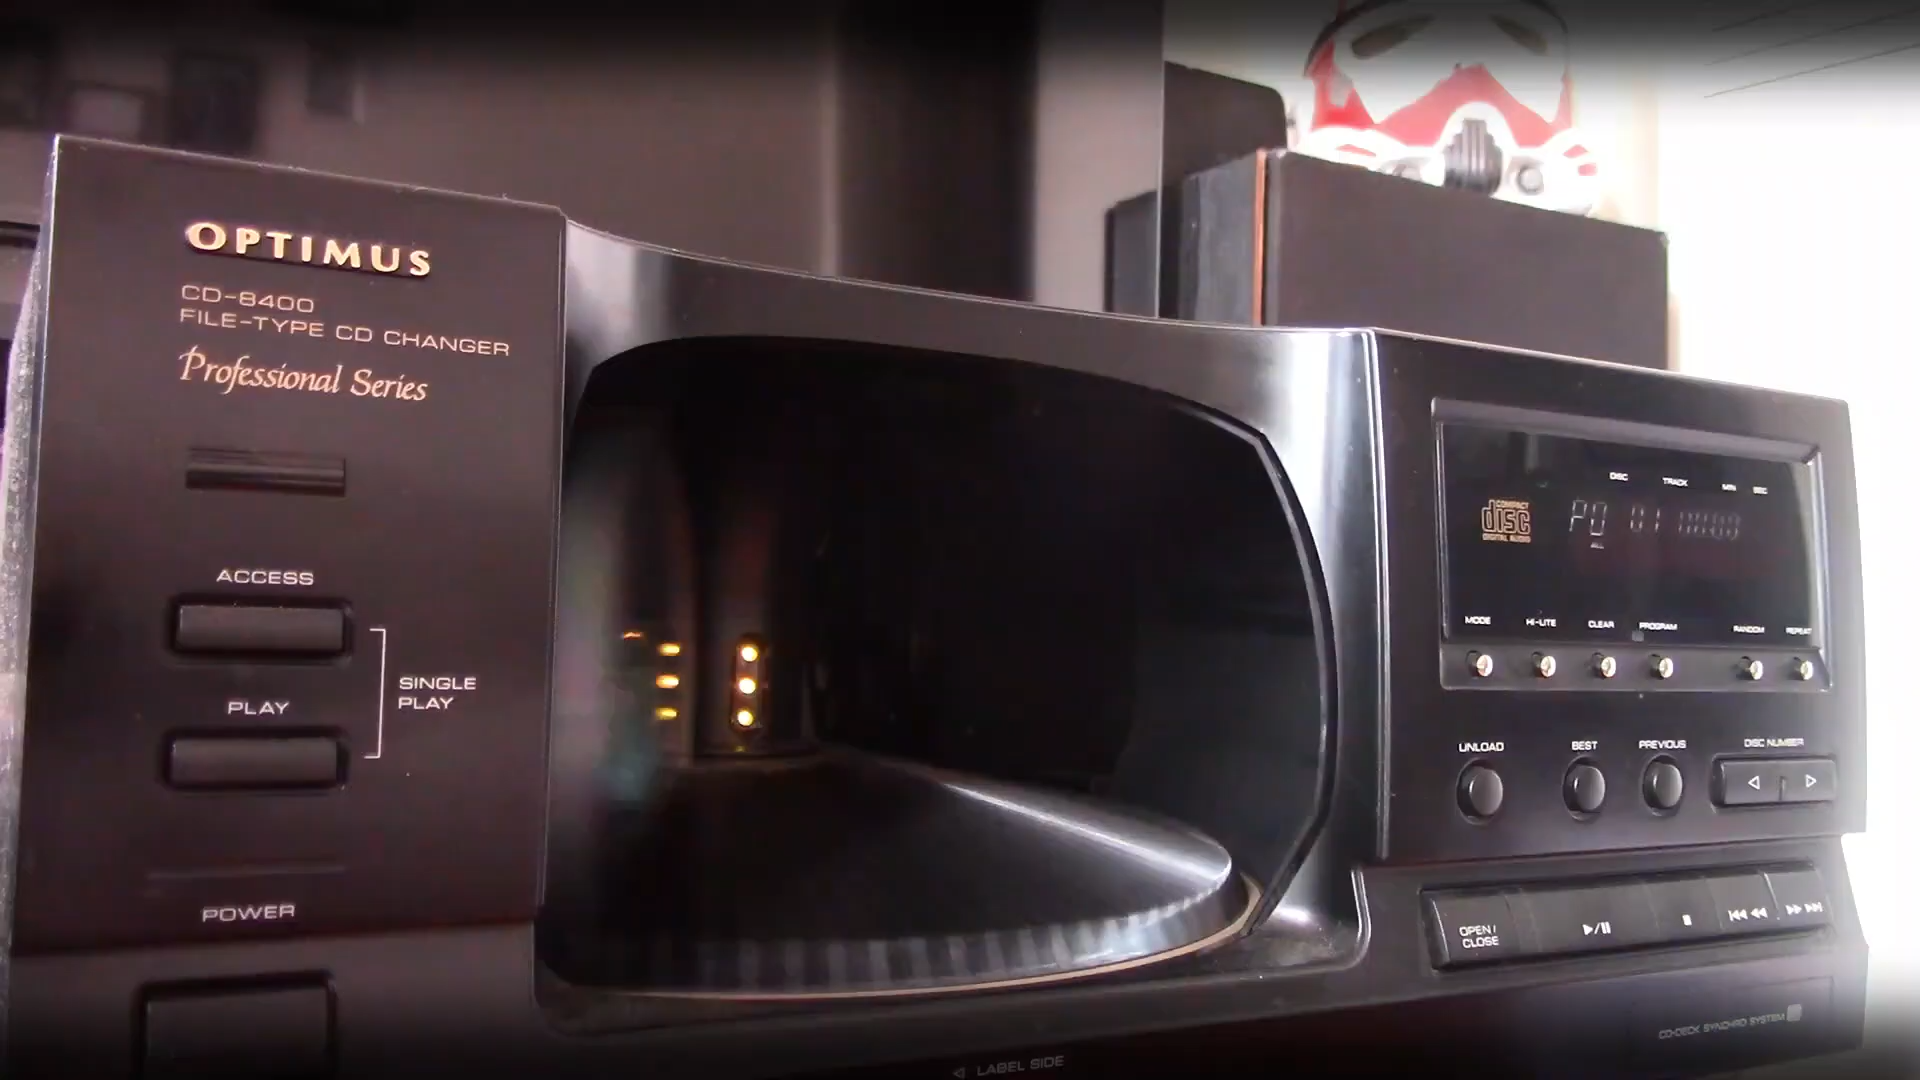 OPTIMUS
CD-8400
FILE-TYPE CD CHANGER
Professional Series
ACCESS
PLAY
SINGLE
PLAY
POWER
DISC TRACK MIN SEC
COMPACT
disc
DIGITAL AUDIO
ALL
MODE HI-LITE CLEAR PROGRAM RANDOM REPEAT
UNLOAD BEST PREVIOUS DISC NUMBER
OPEN/
CLOSE
CD-DECK SYNCHRO SYSTEM
LABEL SIDE